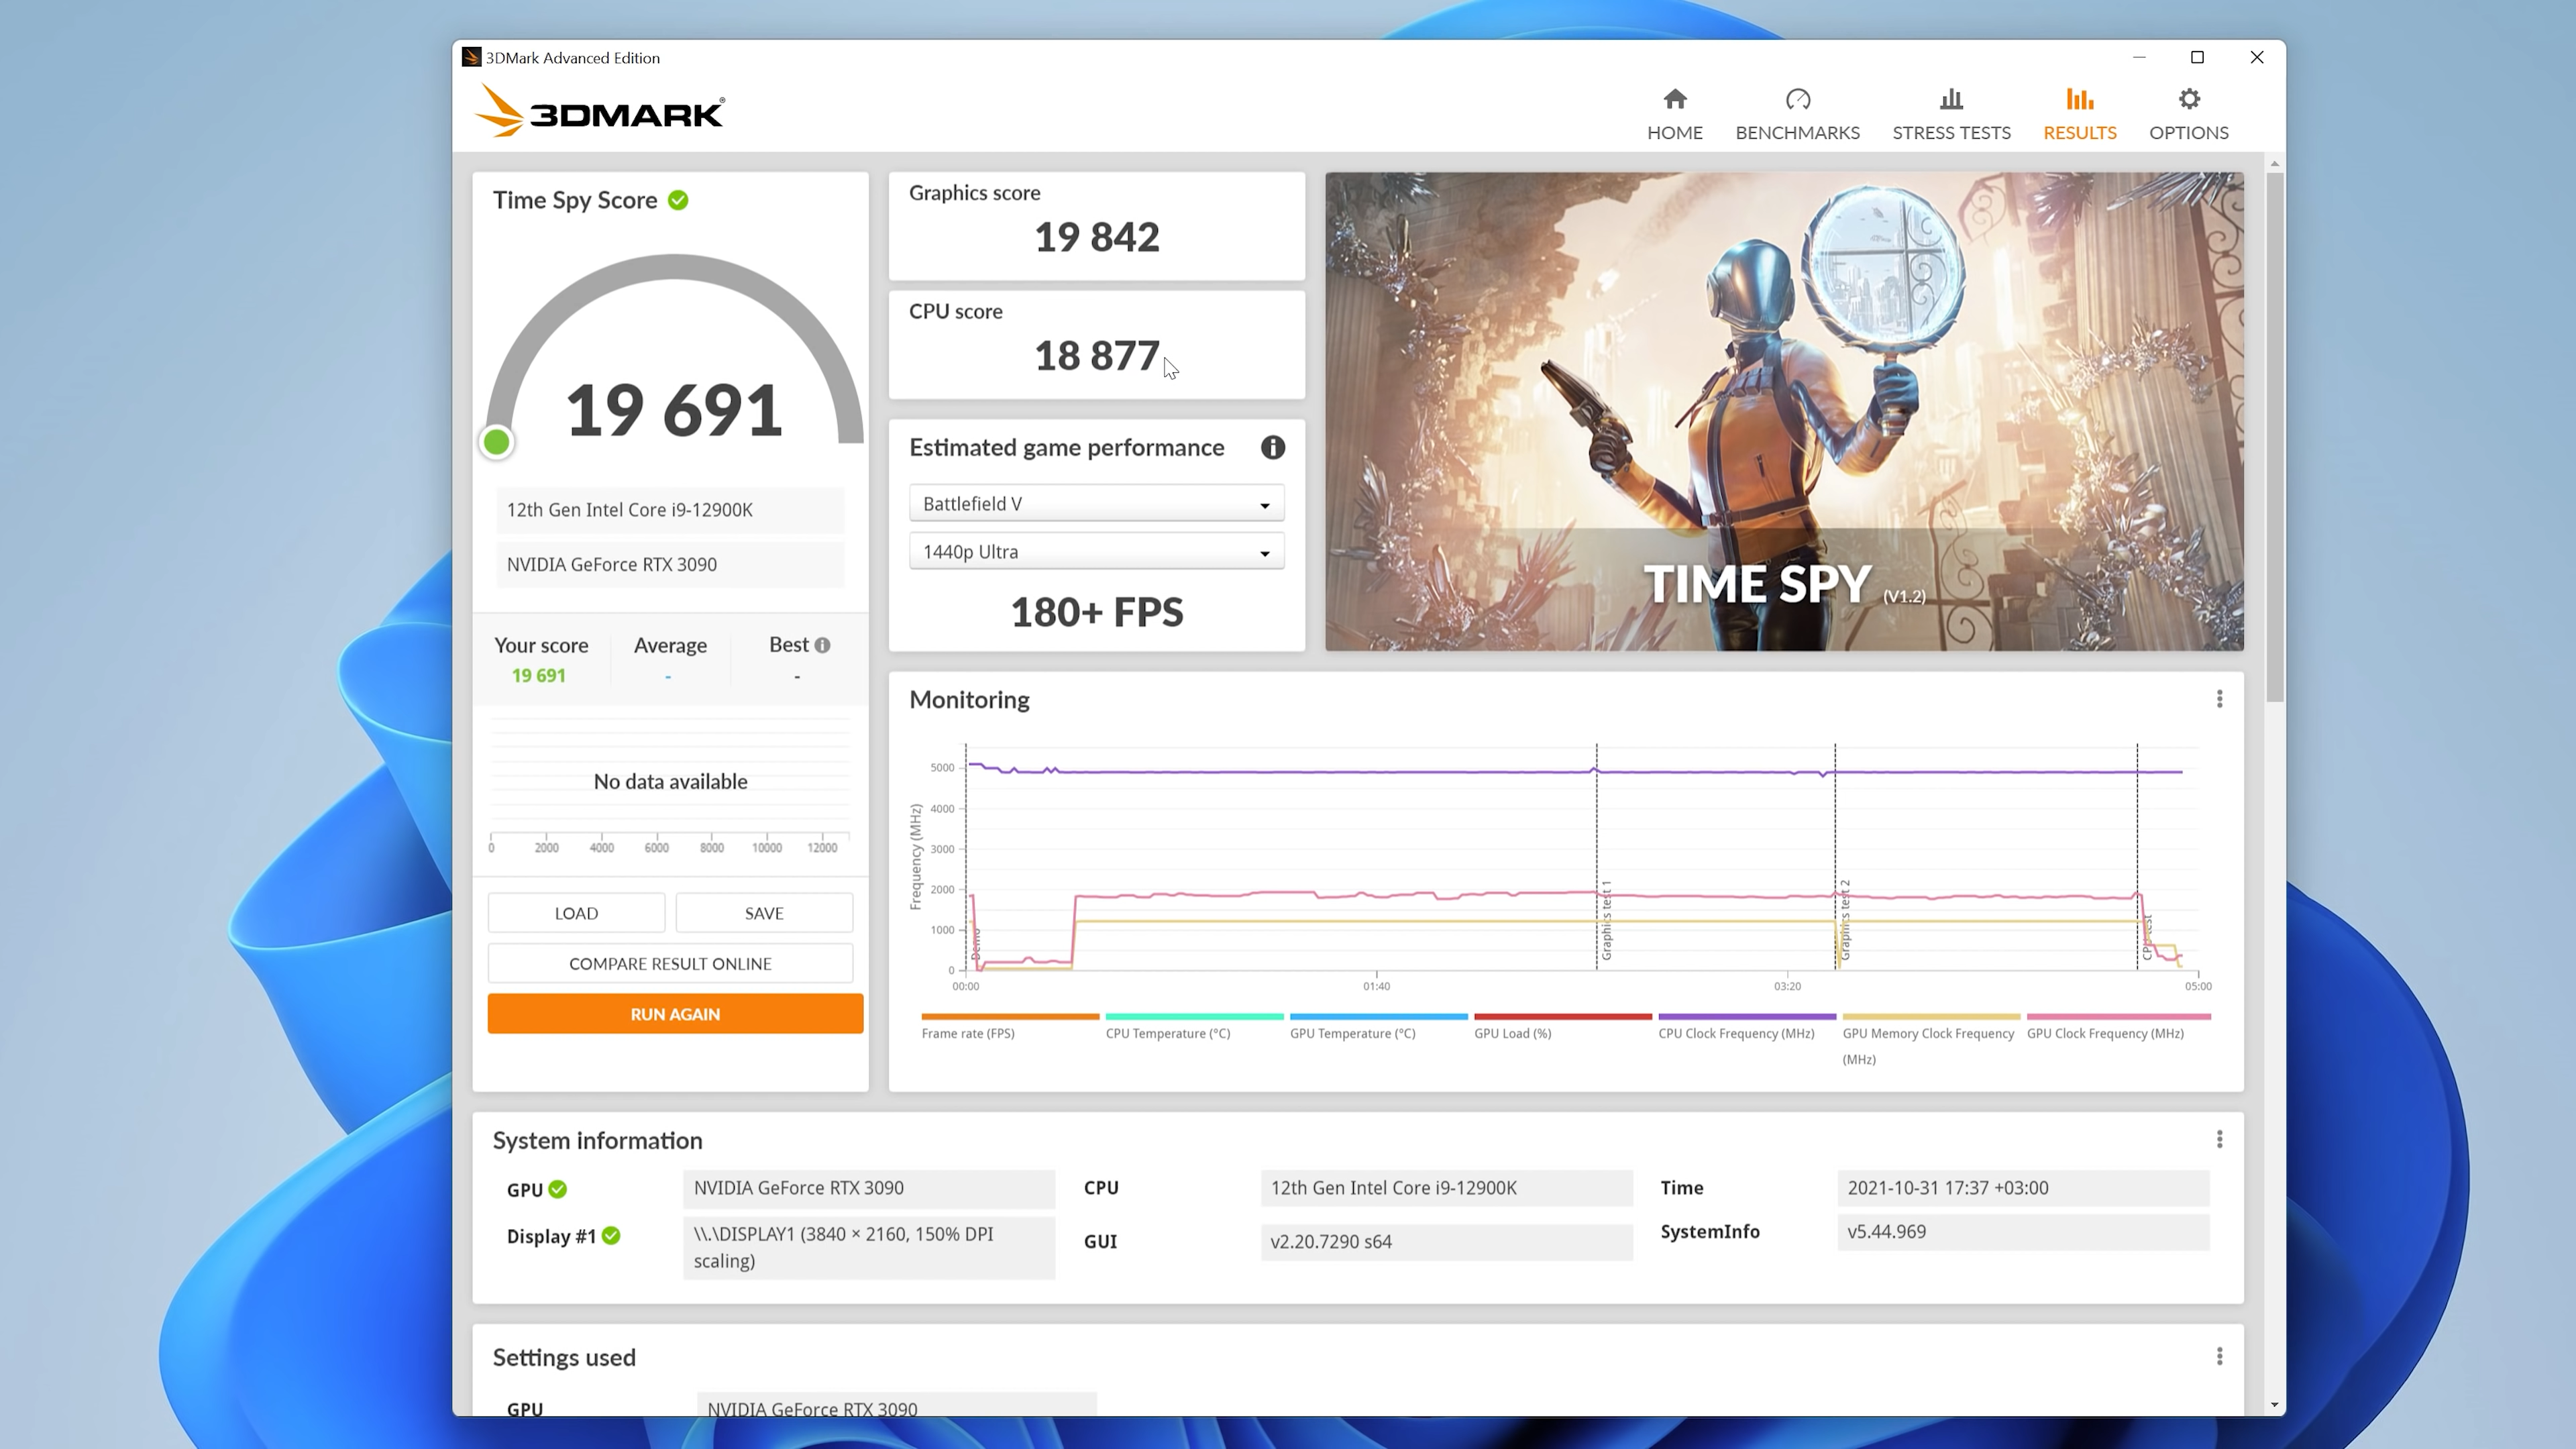 3DMark Advanced Edition
3DMARK®
HOME
BENCHMARKS
STRESS TESTS
RESULTS
OPTIONS
Time Spy Score
19 691
12th Gen Intel Core i9-12900K
NVIDIA GeForce RTX 3090
Your score
19 691
Average
-
Best
-
No data available
0 2000 4000 6000 8000 10000 12000
LOAD
SAVE
COMPARE RESULT ONLINE
RUN AGAIN
Graphics score
19 842
CPU score
18 877
Estimated game performance
Battlefield V
1440p Ultra
180+ FPS
TIME SPY (V1.2)
Monitoring
Frequency (MHz)
5000
4000
3000
2000
1000
0
Demo
Graphics test 1
Graphics test 2
CPU test
00:00 01:40 03:20 05:00
Frame rate (FPS)
CPU Temperature (°C)
GPU Temperature (°C)
GPU Load (%)
CPU Clock Frequency (MHz)
GPU Memory Clock Frequency
(MHz)
GPU Clock Frequency (MHz)
System information
GPU
NVIDIA GeForce RTX 3090
Display #1
\\.\DISPLAY1 (3840 × 2160, 150% DPI
scaling)
CPU
12th Gen Intel Core i9-12900K
GUI
v2.20.7290 s64
Time
2021-10-31 17:37 +03:00
SystemInfo
v5.44.969
Settings used
GPU
NVIDIA GeForce RTX 3090